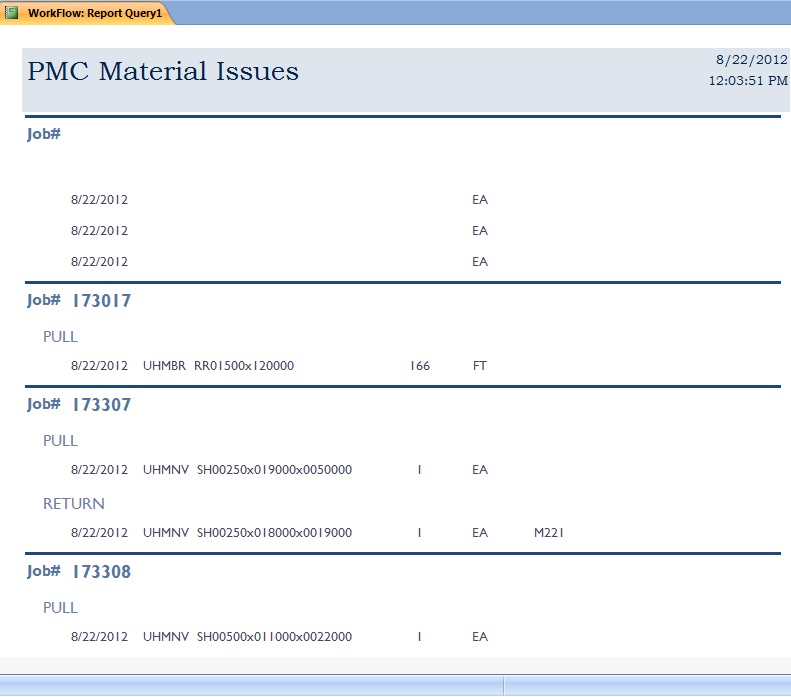 WorkFlow: Report Query1
PMC Material Issues
8/22/2012
12:03:51 PM
Job#
8/22/2012 EA
8/22/2012 EA
8/22/2012 EA
Job# 173017
PULL
8/22/2012 UHMBR RR01500x120000 166 FT
Job# 173307
PULL
8/22/2012 UHMNV SH00250x019000x0050000 1 EA
RETURN
8/22/2012 UHMNV SH00250x018000x0019000 1 EA M221
Job# 173308
PULL
8/22/2012 UHMNV SH00500x011000x0022000 1 EA